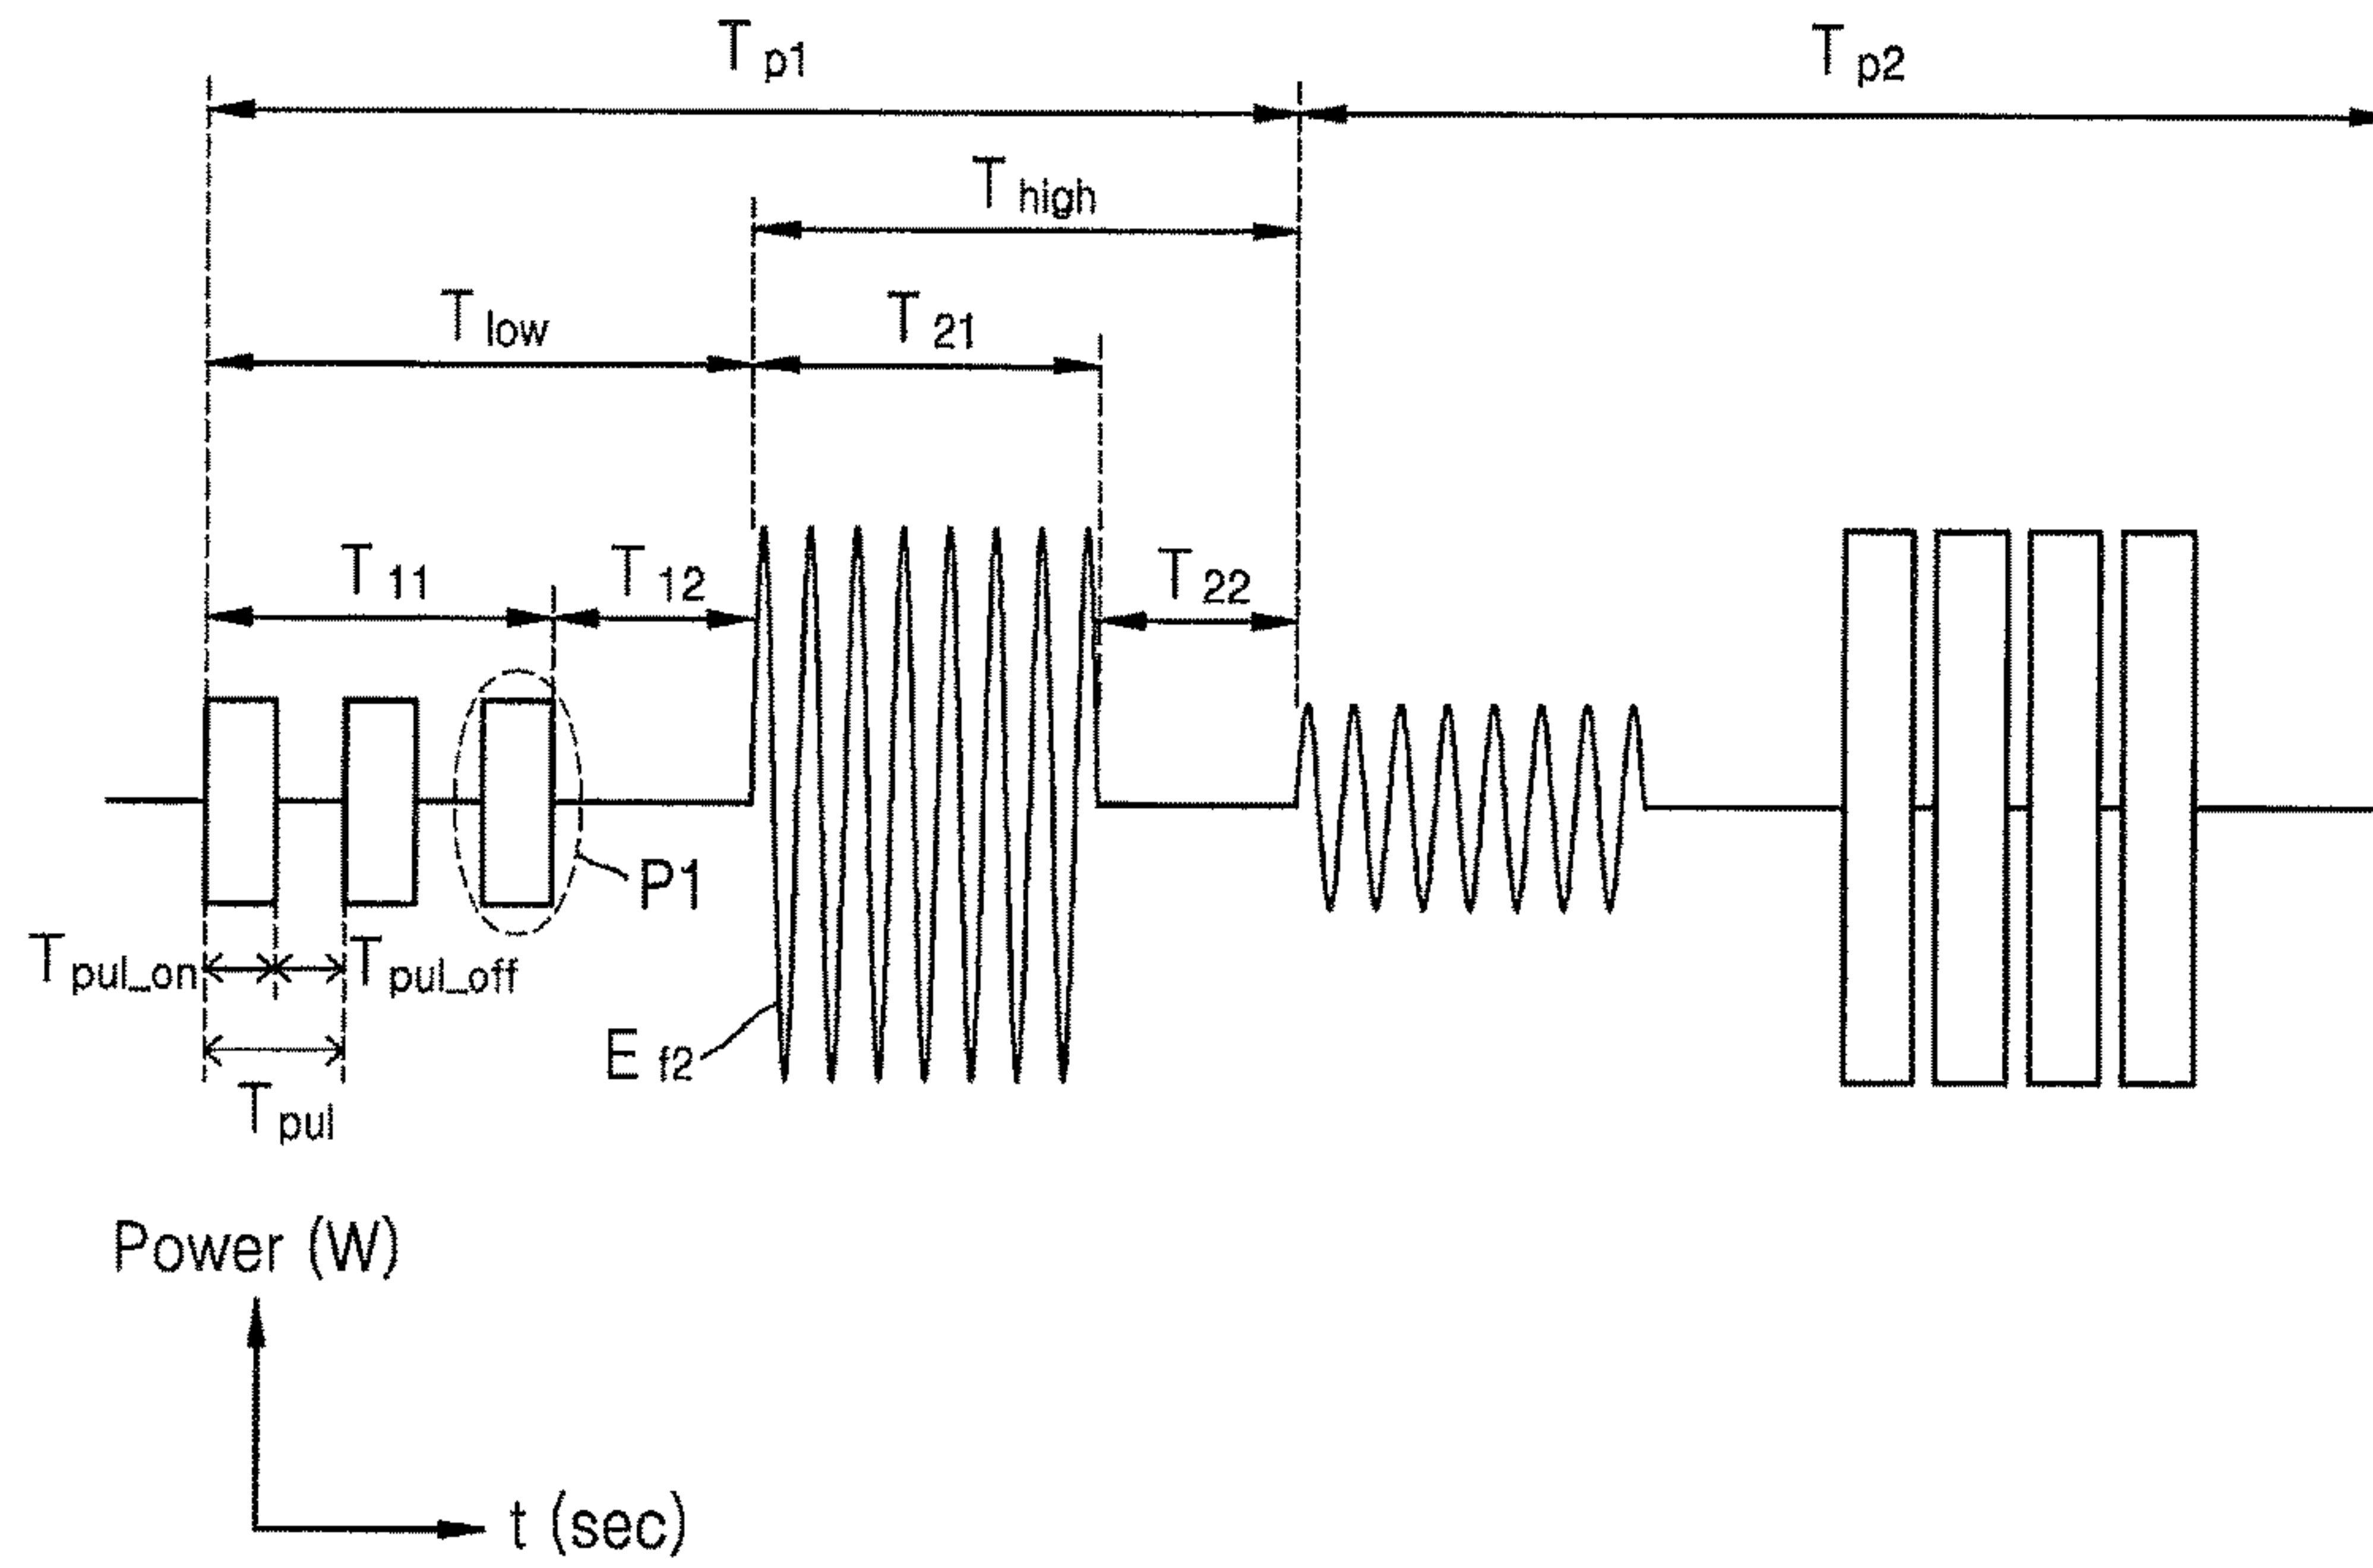 T p1
T p2
T high
T low
T 21
T 11
T 12
T 22
P1
T pul_on
T pul_off
E f2
T pul
Power (W)
t (sec)